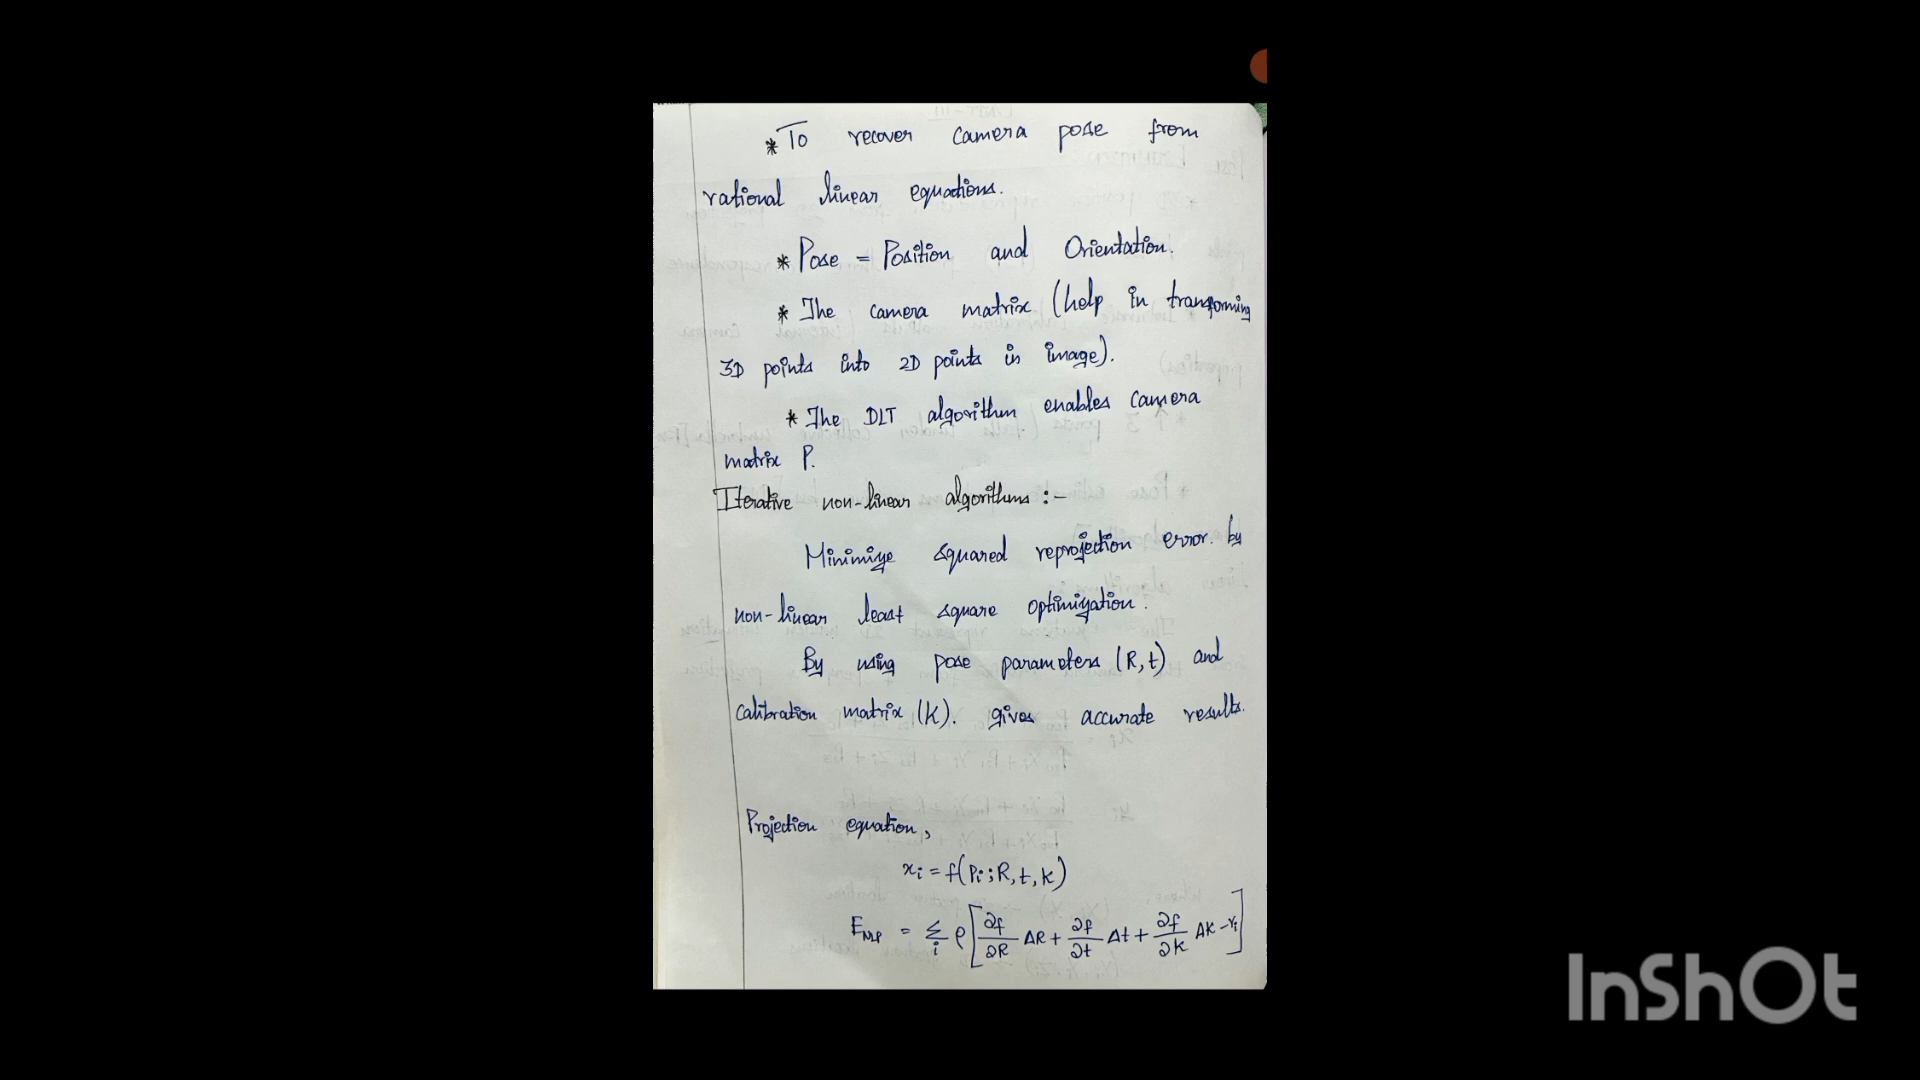 * To recover camera pose from
rational linear equations.
* Pose = Position and Orientation.
* The camera matrix (help in transforming
3D points into 2D points in image).
* The DLT algorithm enables camera
matrix P.
Iterative non-linear algorithms :-
Minimize squared reprojection error. by
non-linear least square optimization.
By using pose parameters (R, t) and
calibration matrix (K). gives accurate results.
Projection equation,
xi = f(Pi ; R, t, K)
E_NLP = Σ_i ρ [ ∂f/∂R ΔR + ∂f/∂t Δt + ∂f/∂K ΔK - ri ]
InShOt